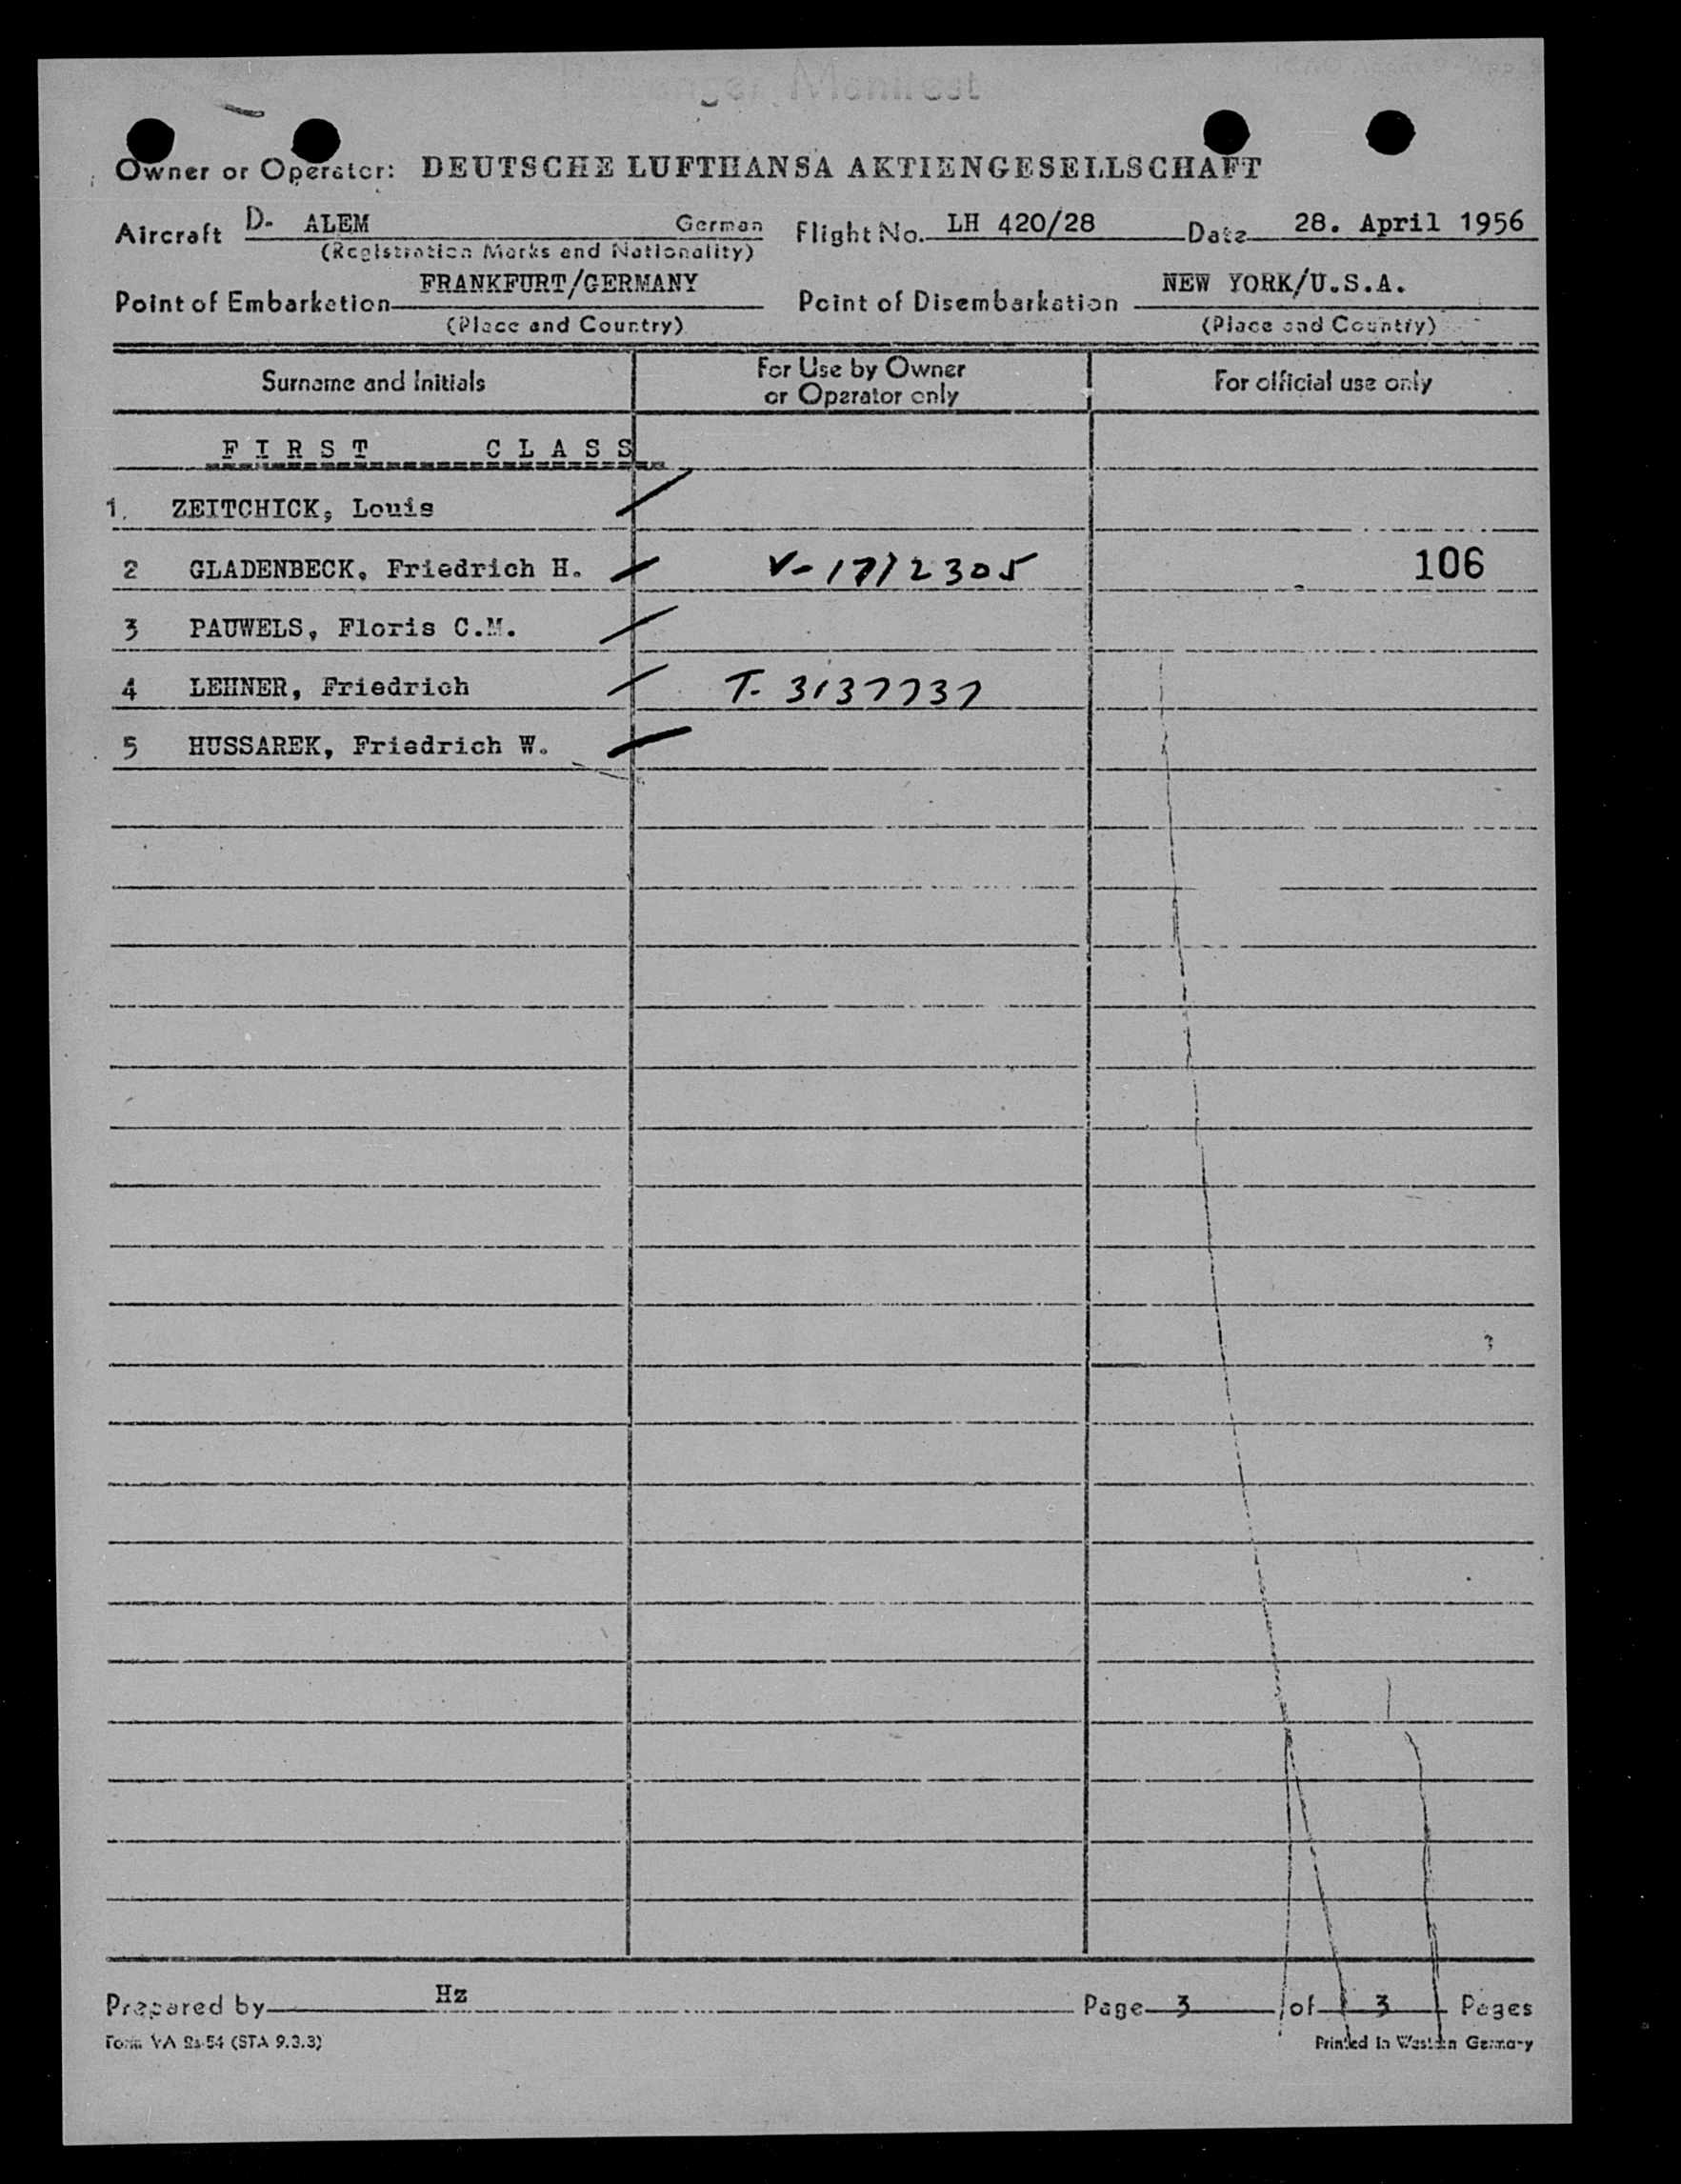 Passenger Manifest
Owner or Operator: DEUTSCHE LUFTHANSA AKTIENGESELLSCHAFT
Aircraft D- ALEM German Flight No. LH 420/28 Date 28. April 1956
(Registration Marks and Nationality)
Point of Embarkation FRANKFURT/GERMANY Point of Disembarkation NEW YORK/U.S.A.
(Place and Country) (Place and Country)
Surname and Initials For Use by Owner or Operator only For official use only
FIRST CLASS
1. ZEITCHICK, Louis
2 GLADENBECK, Friedrich H. V-1712305 106
3 PAUWELS, Floris C.M.
4 LEHNER, Friedrich T- 3137737
5 HUSSAREK, Friedrich W.
Prepared by Hz Page 3 of 3 Pages
Form VA 2a-54 (STA 9.3.3) Printed in Western Germany